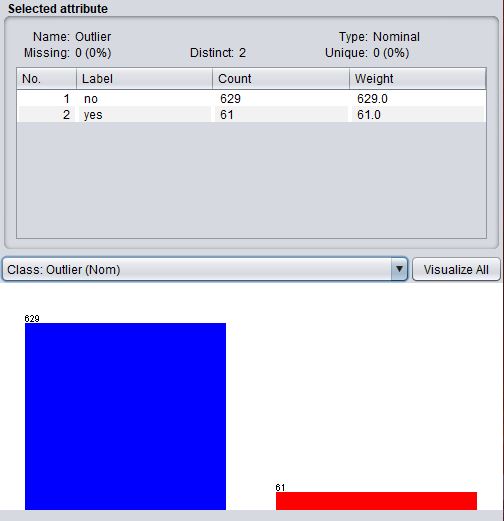 Selected attribute
Name: Outlier Type: Nominal
Missing: 0 (0%) Distinct: 2 Unique: 0 (0%)
No. Label Count Weight
1 no 629 629.0
2 yes 61 61.0
Class: Outlier (Nom) Visualize All
629
61